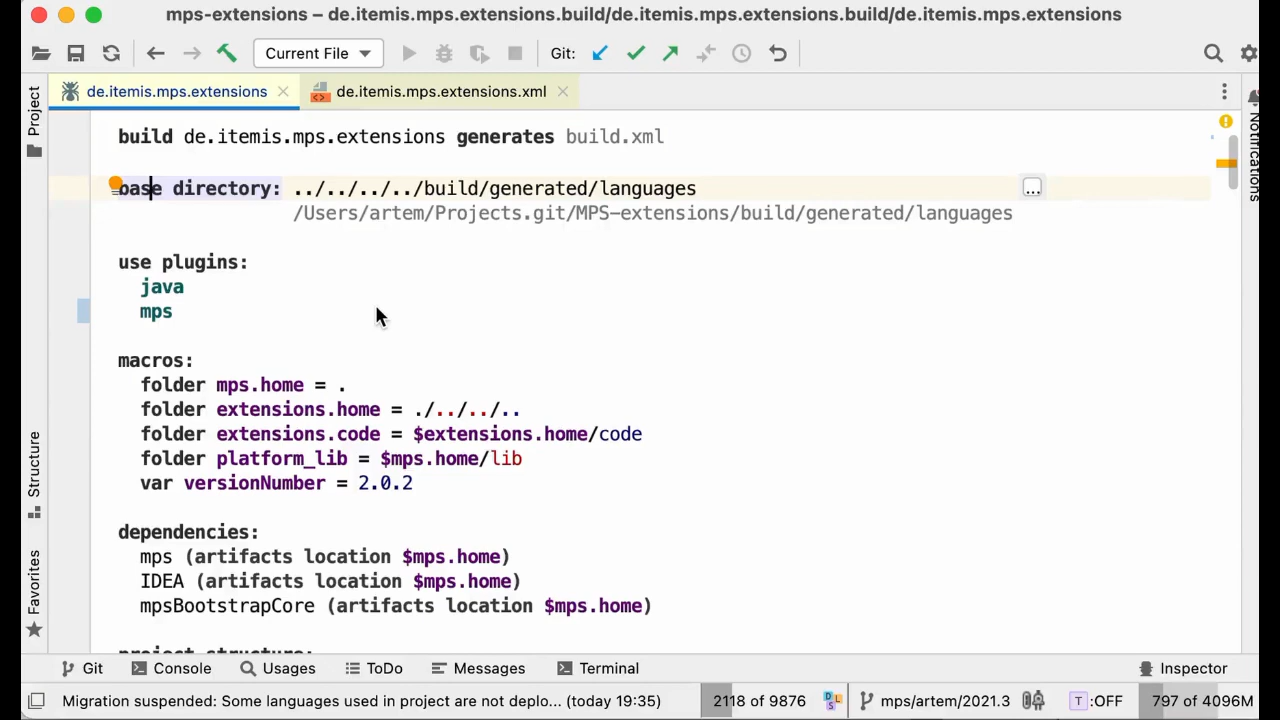 mps-extensions – de.itemis.mps.extensions.build/de.itemis.mps.extensions.build/de.itemis.mps.extensions
Current File
Git:
de.itemis.mps.extensions
de.itemis.mps.extensions.xml
Project
Structure
Favorites
Notifications
build de.itemis.mps.extensions generates build.xml
base directory: ../../../../build/generated/languages
...
/Users/artem/Projects.git/MPS-extensions/build/generated/languages
use plugins:
java
mps
macros:
folder mps.home = .
folder extensions.home = ./../../..
folder extensions.code = $extensions.home/code
folder platform_lib = $mps.home/lib
var versionNumber = 2.0.2
dependencies:
mps (artifacts location $mps.home)
IDEA (artifacts location $mps.home)
mpsBootstrapCore (artifacts location $mps.home)
project structure:
Git
Console
Usages
ToDo
Messages
Terminal
Inspector
Migration suspended: Some languages used in project are not deplo... (today 19:35)
2118 of 9876
mps/artem/2021.3
T :OFF
797 of 4096M